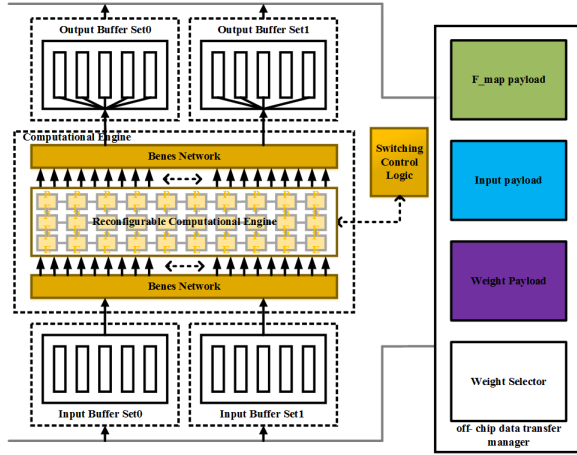 Output Buffer Set0
Output Buffer Set1
Computational Engine
Benes Network
Reconfigurable Computational Engine
Benes Network
Input Buffer Set0
Input Buffer Set1
Switching
Control
Logic
F_map payload
Input payload
Weight Payload
Weight Selector
off- chip data transfer
manager